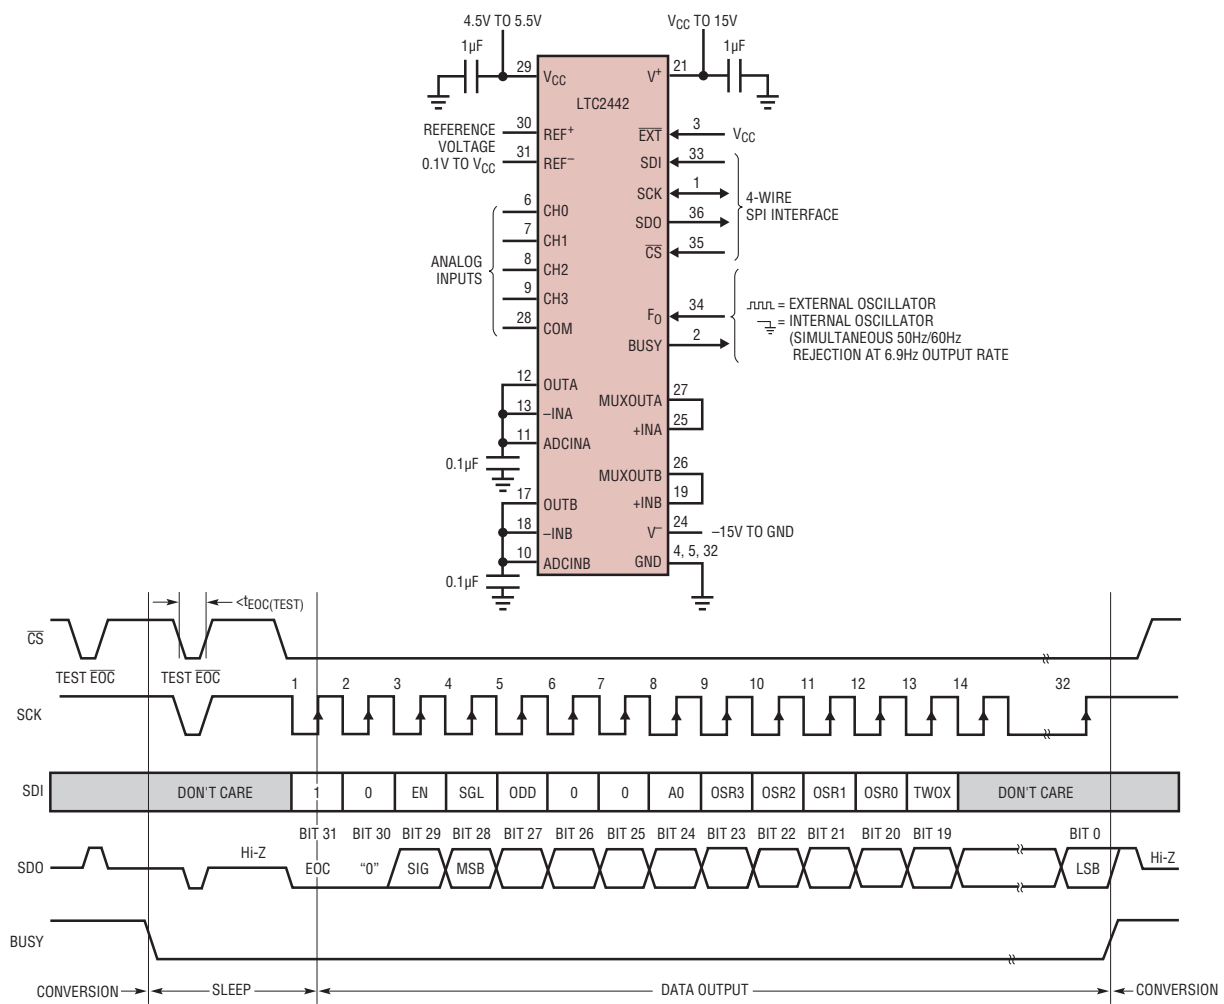 4.5V TO 5.5V
VCC TO 15V
1µF
1µF
29
VCC
V+
21
LTC2442
REFERENCE
VOLTAGE
0.1V TO VCC
30
REF+
31
REF–
EXT
3
VCC
SDI
33
SCK
1
SDO
36
CS
35
4-WIRE
SPI INTERFACE
ANALOG
INPUTS
6
CH0
7
CH1
8
CH2
9
CH3
28
COM
FO
34
BUSY
2
= EXTERNAL OSCILLATOR
= INTERNAL OSCILLATOR
(SIMULTANEOUS 50Hz/60Hz
REJECTION AT 6.9Hz OUTPUT RATE
12
OUTA
13
–INA
11
ADCINA
0.1µF
MUXOUTA
27
+INA
25
MUXOUTB
26
+INB
19
17
OUTB
18
–INB
10
ADCINB
0.1µF
V–
24
–15V TO GND
GND
4, 5, 32
<tEOC(TEST)
CS
TEST EOC
TEST EOC
SCK
1 2 3 4 5 6 7 8 9 10 11 12 13 14 32
SDI
DON'T CARE 1 0 EN SGL ODD 0 0 A0 OSR3 OSR2 OSR1 OSR0 TWOX DON'T CARE
BIT 31 BIT 30 BIT 29 BIT 28 BIT 27 BIT 26 BIT 25 BIT 24 BIT 23 BIT 22 BIT 21 BIT 20 BIT 19 BIT 0
SDO
Hi-Z EOC “0” SIG MSB LSB Hi-Z
BUSY
CONVERSION SLEEP DATA OUTPUT CONVERSION